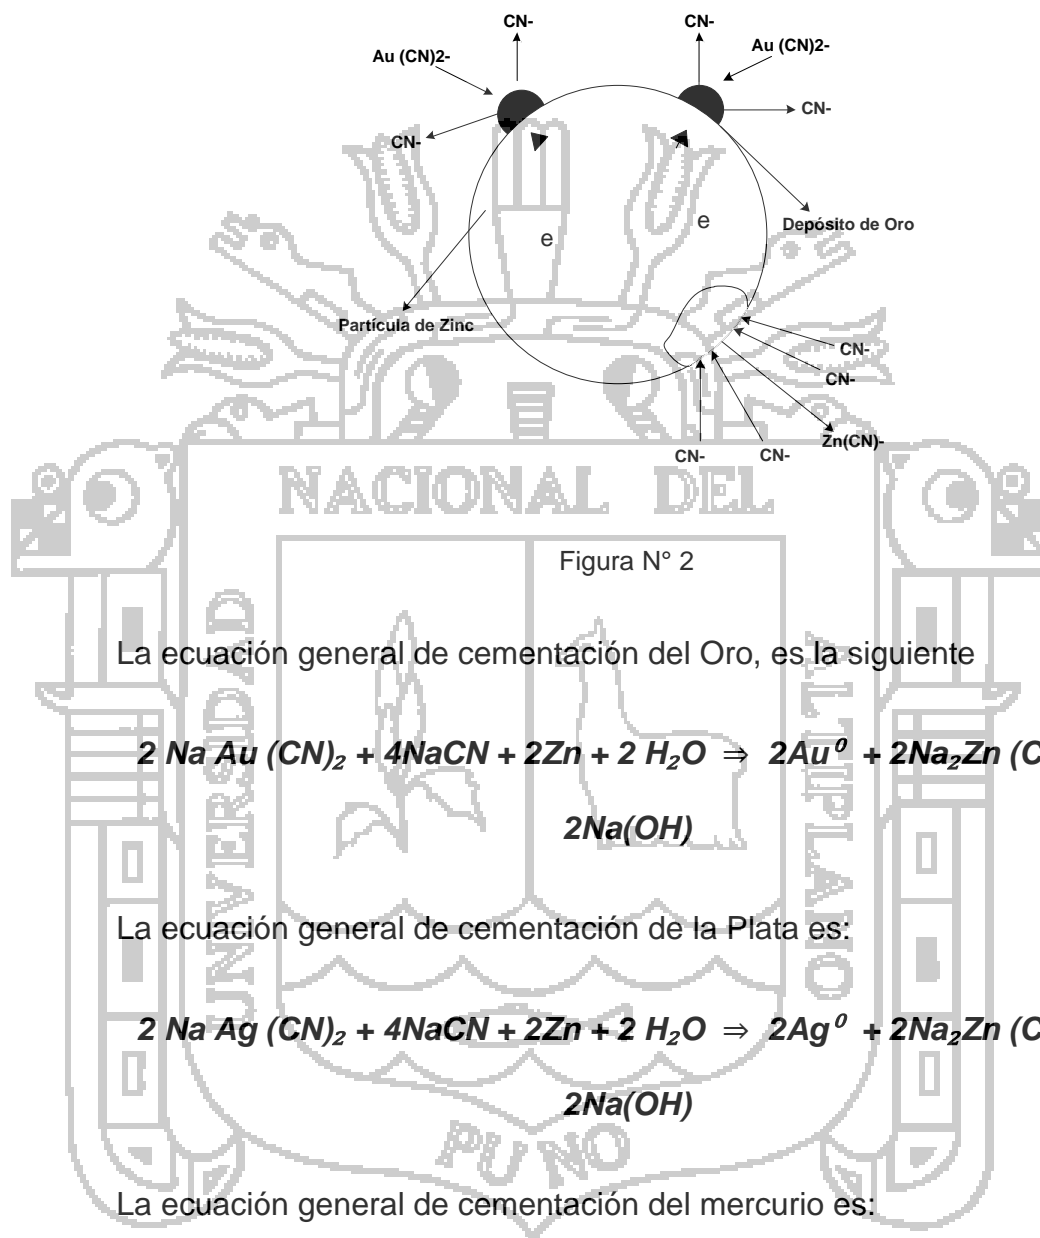 CN- CN-
Au (CN)2- Au (CN)2-
CN-
CN-
Depósito de Oro
e e
Partícula de Zinc
CN-
CN-
Zn(CN)-
CN- CN-
NACIONAL DEL
Figura N° 2
UNIVERSIDAD
ALTIPLANO
La ecuación general de cementación del Oro, es la siguiente
2 Na Au (CN)₂ + 4NaCN + 2Zn + 2 H₂O ⇒ 2Au⁰ + 2Na₂Zn (C
2Na(OH)
La ecuación general de cementación de la Plata es:
2 Na Ag (CN)₂ + 4NaCN + 2Zn + 2 H₂O ⇒ 2Ag⁰ + 2Na₂Zn (C
2Na(OH)
PUNO
La ecuación general de cementación del mercurio es: